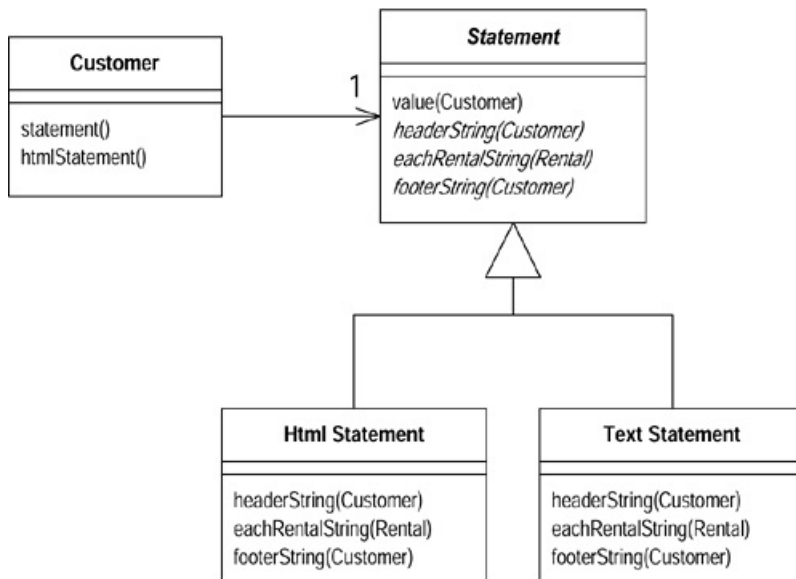 Customer
statement()
htmlStatement()
1
Statement
value(Customer)
headerString(Customer)
eachRentalString(Rental)
footerString(Customer)
Html Statement
headerString(Customer)
eachRentalString(Rental)
footerString(Customer)
Text Statement
headerString(Customer)
eachRentalString(Rental)
footerString(Customer)